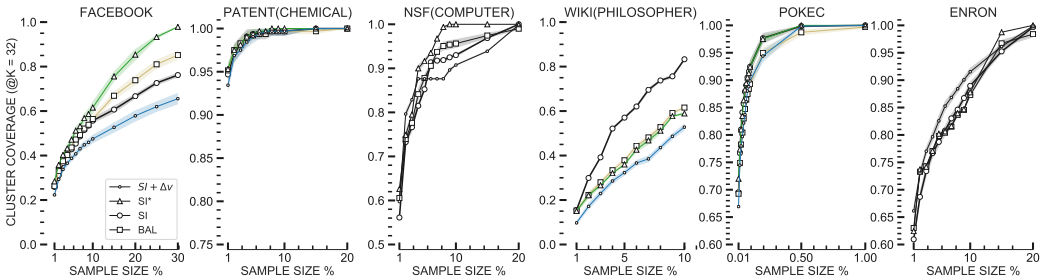 FACEBOOK
PATENT(CHEMICAL)
NSF(COMPUTER)
WIKI(PHILOSOPHER)
POKEC
ENRON
CLUSTER COVERAGE (@K = 32)
1.0
0.8
0.6
0.4
0.2
0.0
SI + Δv
SI*
SI
BAL
1 10 20 30
SAMPLE SIZE %
1.00
0.95
0.90
0.85
0.80
0.75
1 10 20
SAMPLE SIZE %
1.0
0.9
0.8
0.7
0.6
0.5
1 10 20
SAMPLE SIZE %
1.0
0.8
0.6
0.4
0.2
0.0
1 5 10
SAMPLE SIZE %
1.00
0.95
0.90
0.85
0.80
0.75
0.70
0.65
0.60
0.01 0.50 1.00
SAMPLE SIZE %
1.00
0.95
0.90
0.85
0.80
0.75
0.70
0.65
0.60
1 10 20
SAMPLE SIZE %